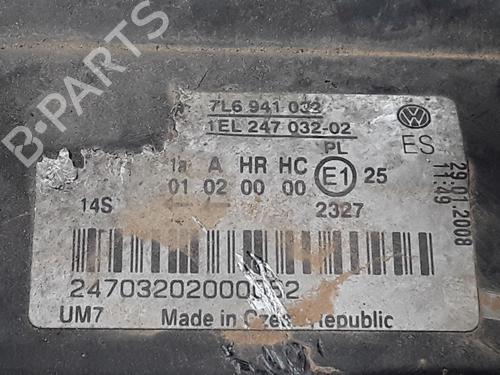 B-PARTS
7L6 941 032
1EL 247 032-02
PL
ES
1a A HR HC E1 25
01 02 00 00
14S 2327
29.01.2008
11:49
UM7 Made in Czech Republic